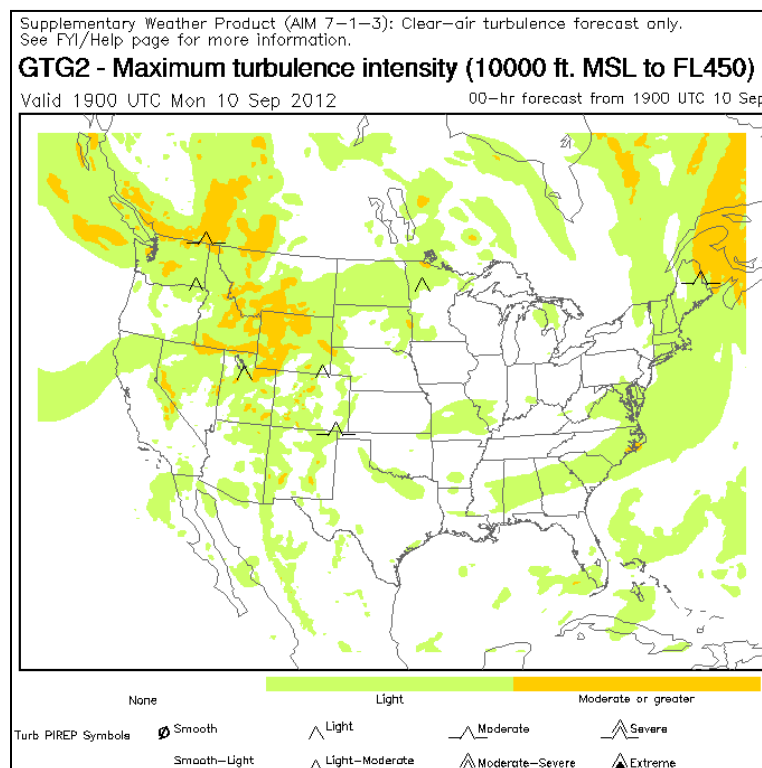 Supplementary Weather Product (AIM 7-1-3): Clear-air turbulence forecast only.
See FYI/Help page for more information.
GTG2 - Maximum turbulence intensity (10000 ft. MSL to FL450)
Valid 1900 UTC Mon 10 Sep 2012 00-hr forecast from 1900 UTC 10 Sep
None Light Moderate or greater
Turb PIREP Symbols Smooth Light Moderate Severe
Smooth-Light Light-Moderate Moderate-Severe Extreme